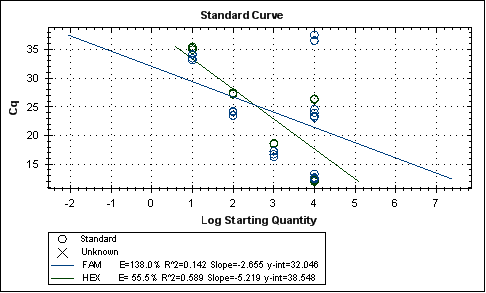 Standard Curve
Cq
35
30
25
20
15
-2 -1 0 1 2 3 4 5 6 7
Log Starting Quantity
Standard
Unknown
FAM E=138.0% R^2=0.142 Slope=-2.655 y-int=32.046
HEX E= 55.5% R^2=0.589 Slope=-5.219 y-int=38.548